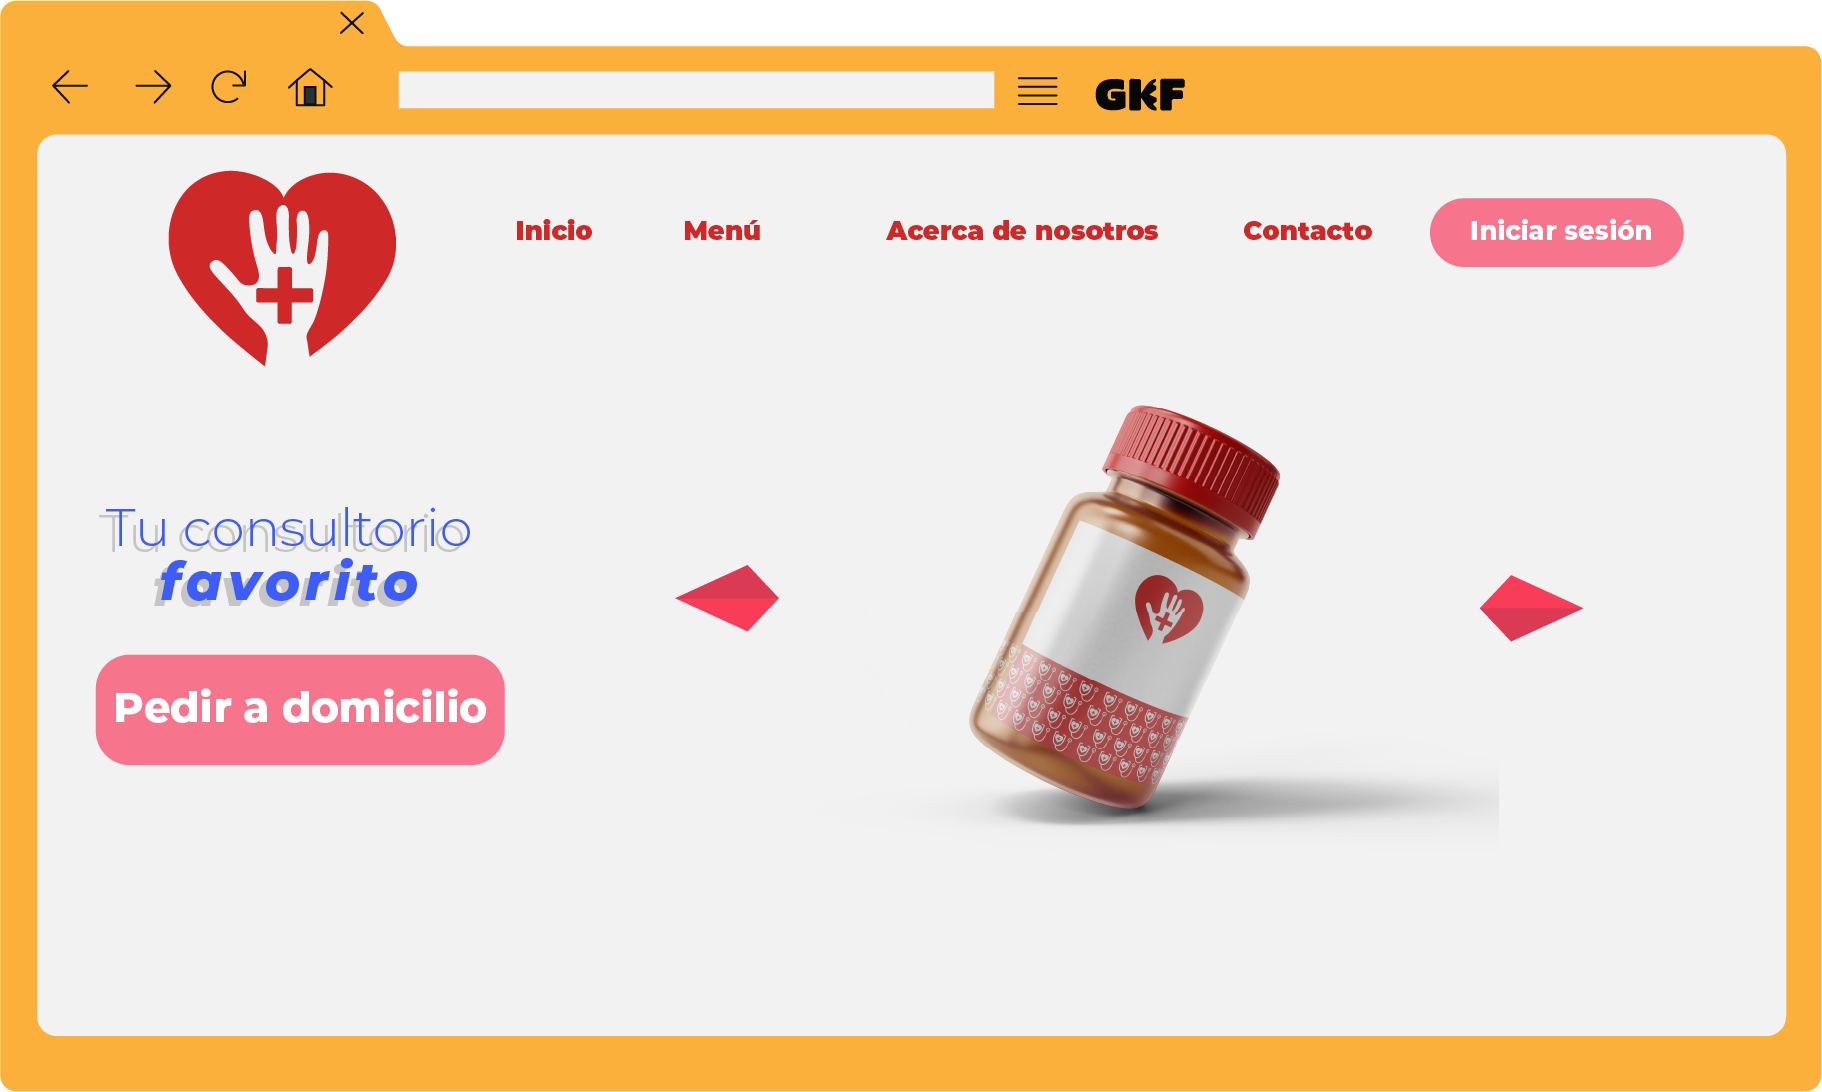 GKF
Inicio Menú Acerca de nosotros Contacto Iniciar sesión
Tu consultorio
favorito
Pedir a domicilio